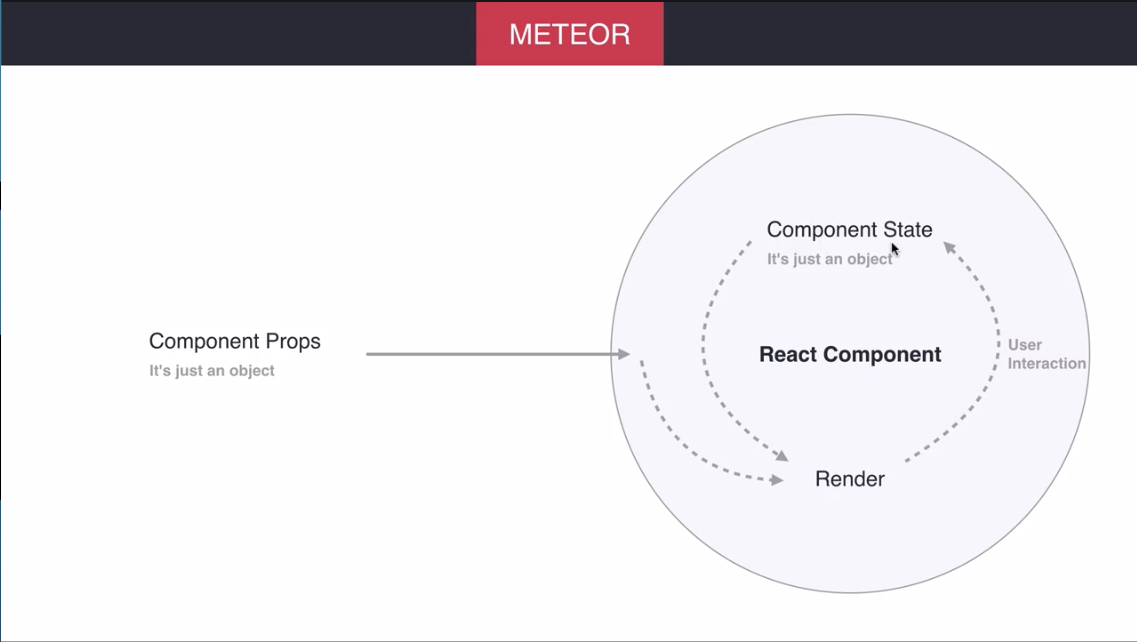 METEOR
Component State
It's just an object
Component Props
It's just an object
React Component
User
Interaction
Render